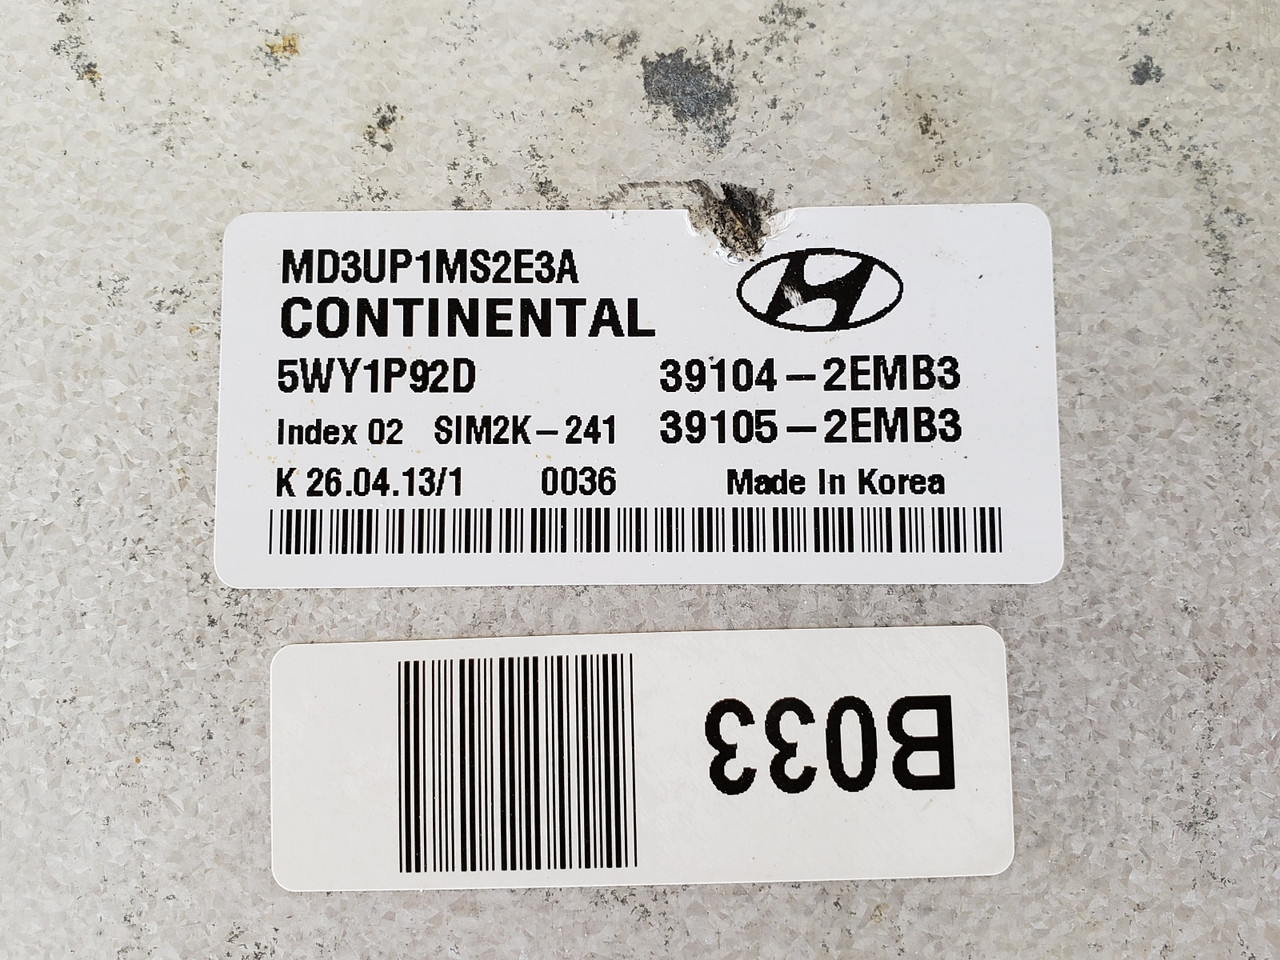 MD3UP1MS2E3A
CONTINENTAL
5WY1P92D 39104-2EMB3
Index 02 SIM2K-241 39105-2EMB3
K 26.04.13/1 0036 Made In Korea
B033